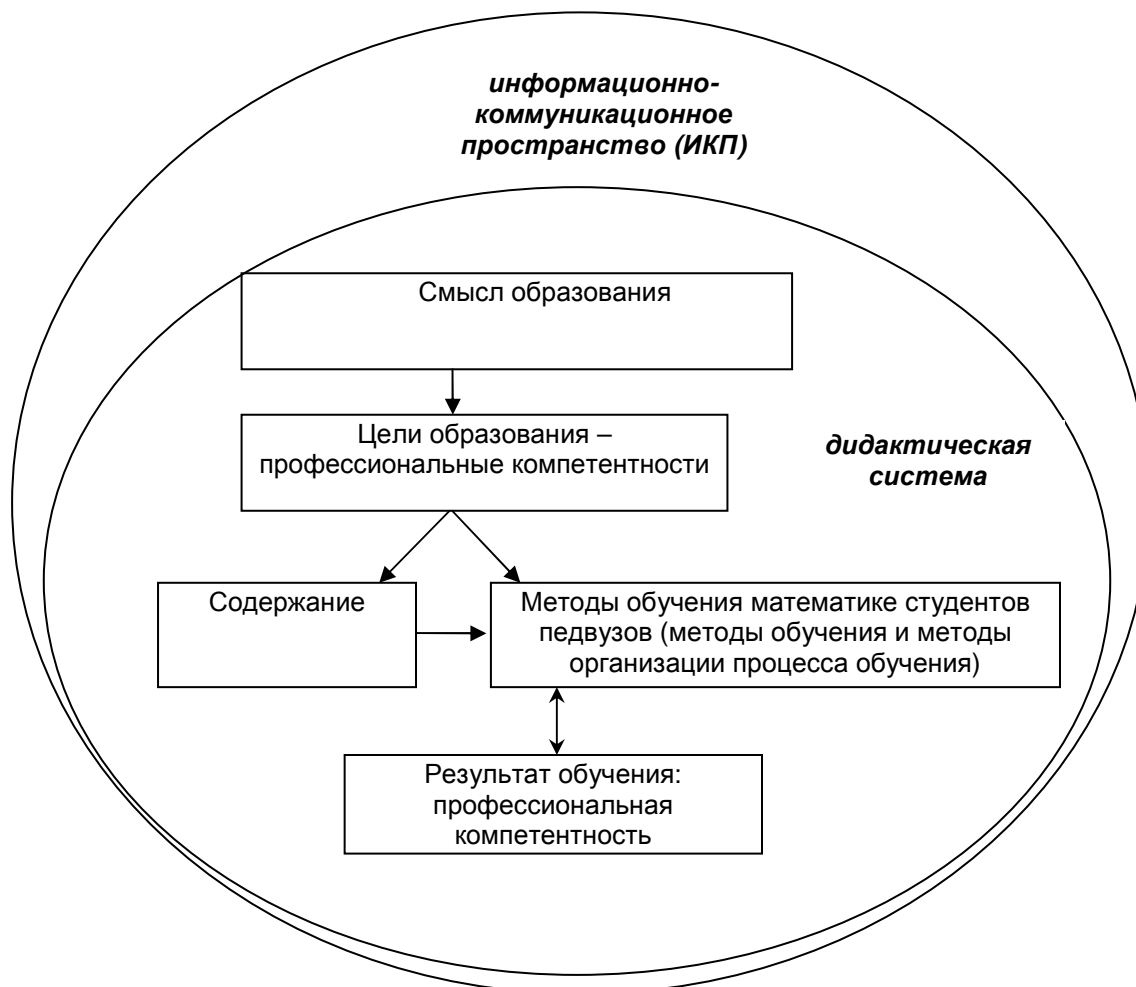 информационно-
коммуникационное
пространство (ИКП)
Смысл образования
Цели образования –
профессиональные компетентности
дидактическая
система
Содержание
Методы обучения математике студентов
педвузов (методы обучения и методы
организации процесса обучения)
Результат обучения:
профессиональная
компетентность